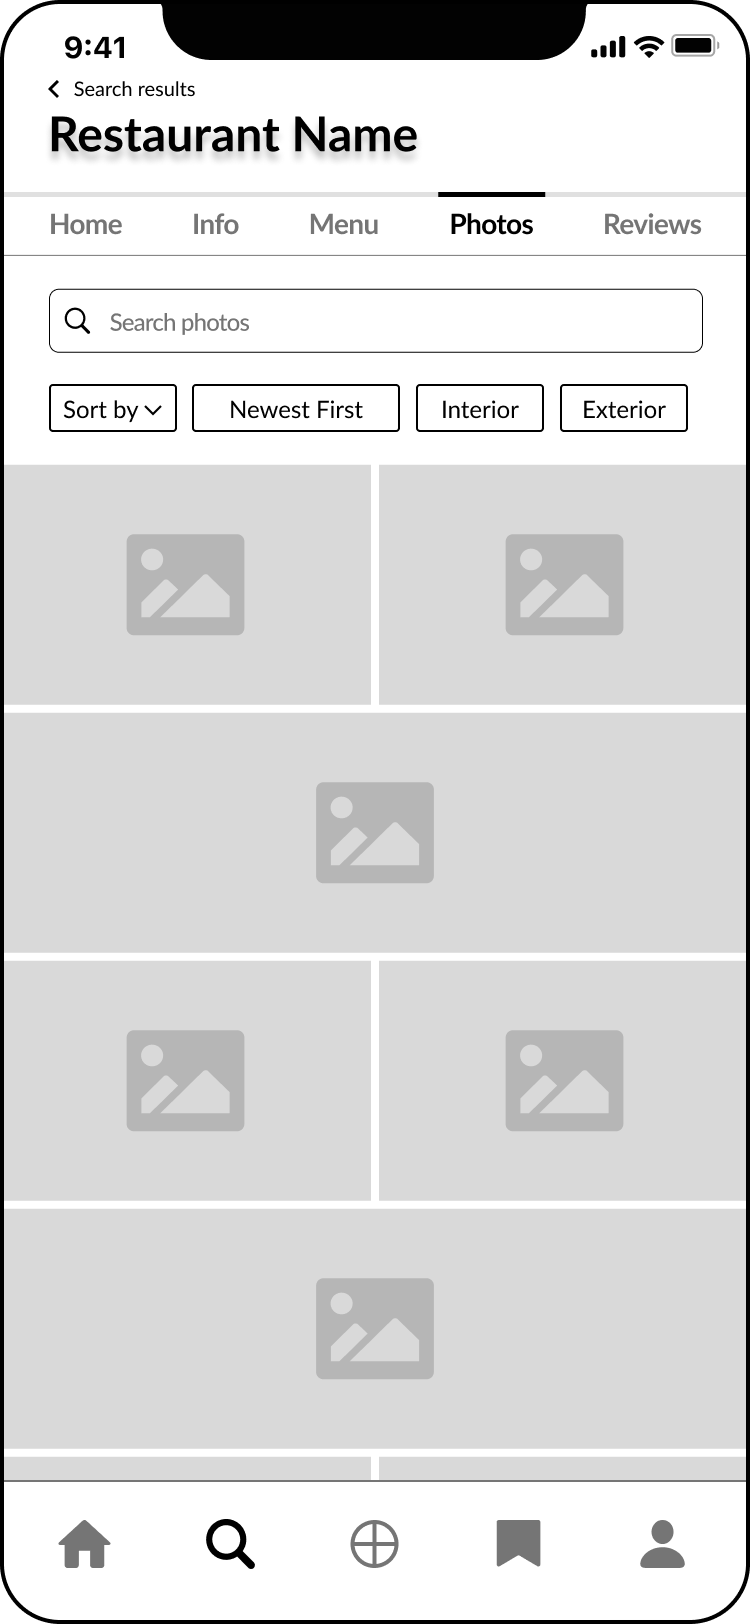 9:41
Search results
Restaurant Name
Home Info Menu Photos Reviews
Search photos
Sort by Newest First Interior Exterior